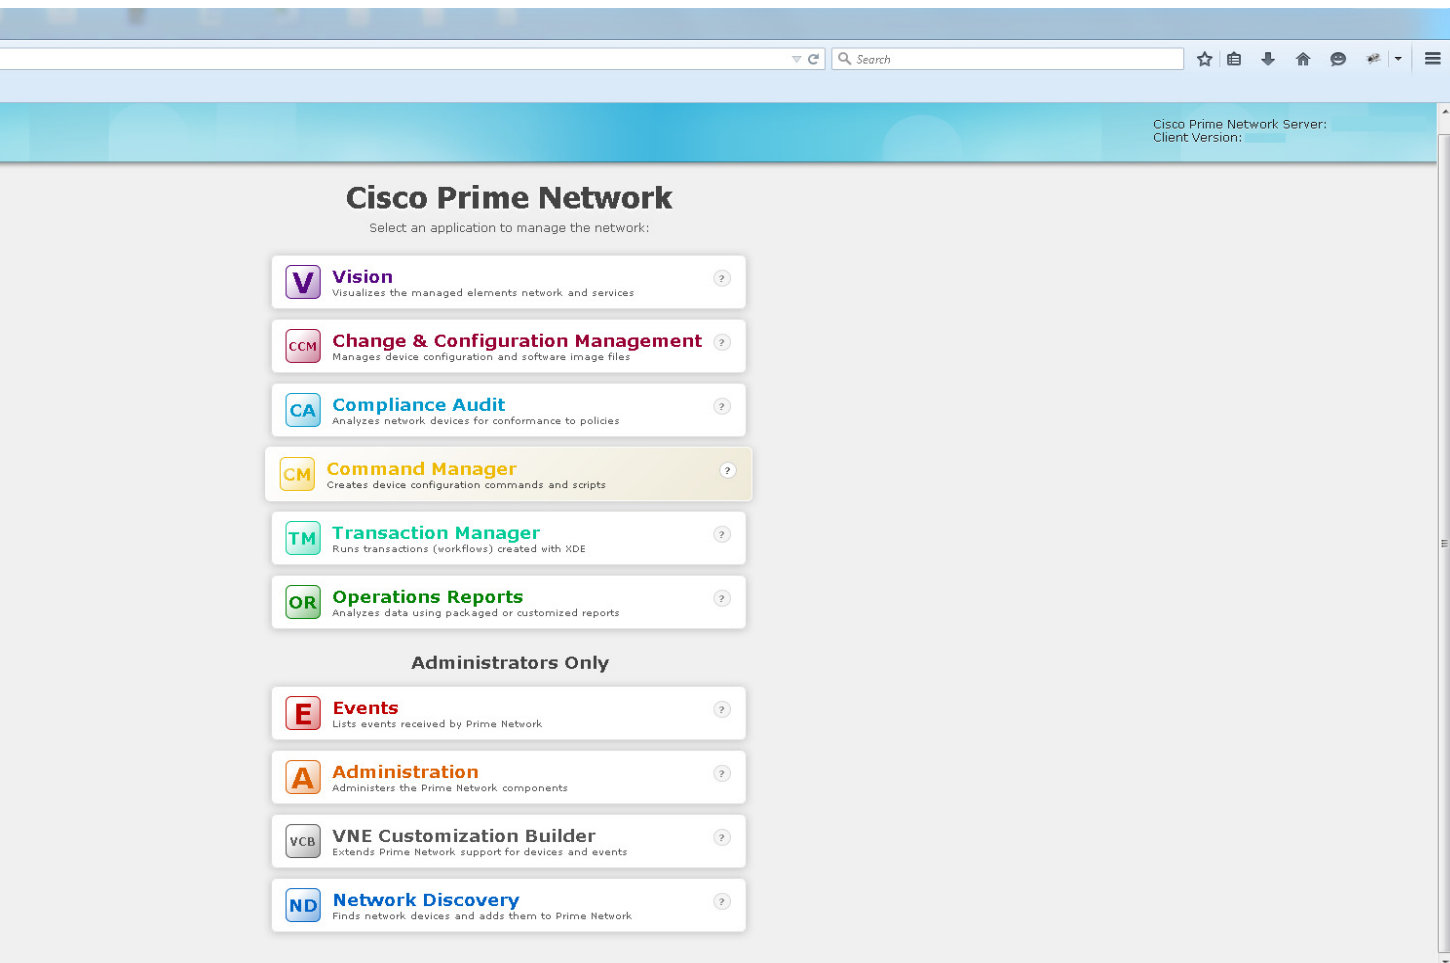 Search
Cisco Prime Network Server:
Client Version:
Cisco Prime Network
Select an application to manage the network:
V
Vision
?
Visualizes the managed elements network and services
CCM
Change & Configuration Management
?
Manages device configuration and software image files
CA
Compliance Audit
?
Analyzes network devices for conformance to policies
CM
Command Manager
?
Creates device configuration commands and scripts
TM
Transaction Manager
?
Runs transactions (workflows) created with XDE
OR
Operations Reports
?
Analyzes data using packaged or customized reports
Administrators Only
E
Events
?
Lists events received by Prime Network
A
Administration
?
Administers the Prime Network components
VCB
VNE Customization Builder
?
Extends Prime Network support for devices and events
ND
Network Discovery
?
Finds network devices and adds them to Prime Network